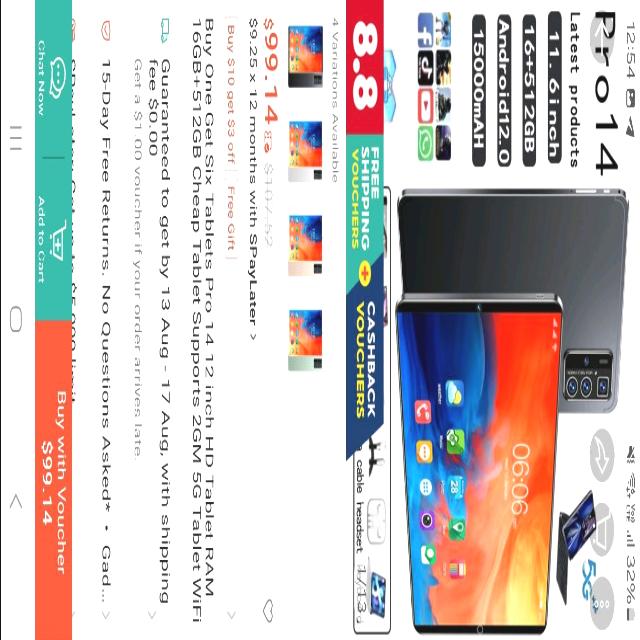 12:54
32%
Pro14
Latest products
11.6inch
16+512GB
Android12.0
15000mAH
5G
06:06
8.8
FREE
SHIPPING
VOUCHERS
+
CASHBACK
VOUCHERS
cable headset
1/13
4 Variations Available
$99.14
$9.25 x 12 months with SPayLater >
Buy $10 get $3 off
Free Gift
Buy One Get Six Tablets Pro 14 12 inch HD Tablet RAM
16GB+512GB Cheap Tablet Supports 2GM 5G Tablet WiFi
Guaranteed to get by 13 Aug - 17 Aug, with shipping
fee $0.00
Get a $1.00 voucher if your order arrives late.
15-Day Free Returns. No Questions Asked* • Gad...
Chat Now
Add to Cart
Buy with Voucher
$99.14